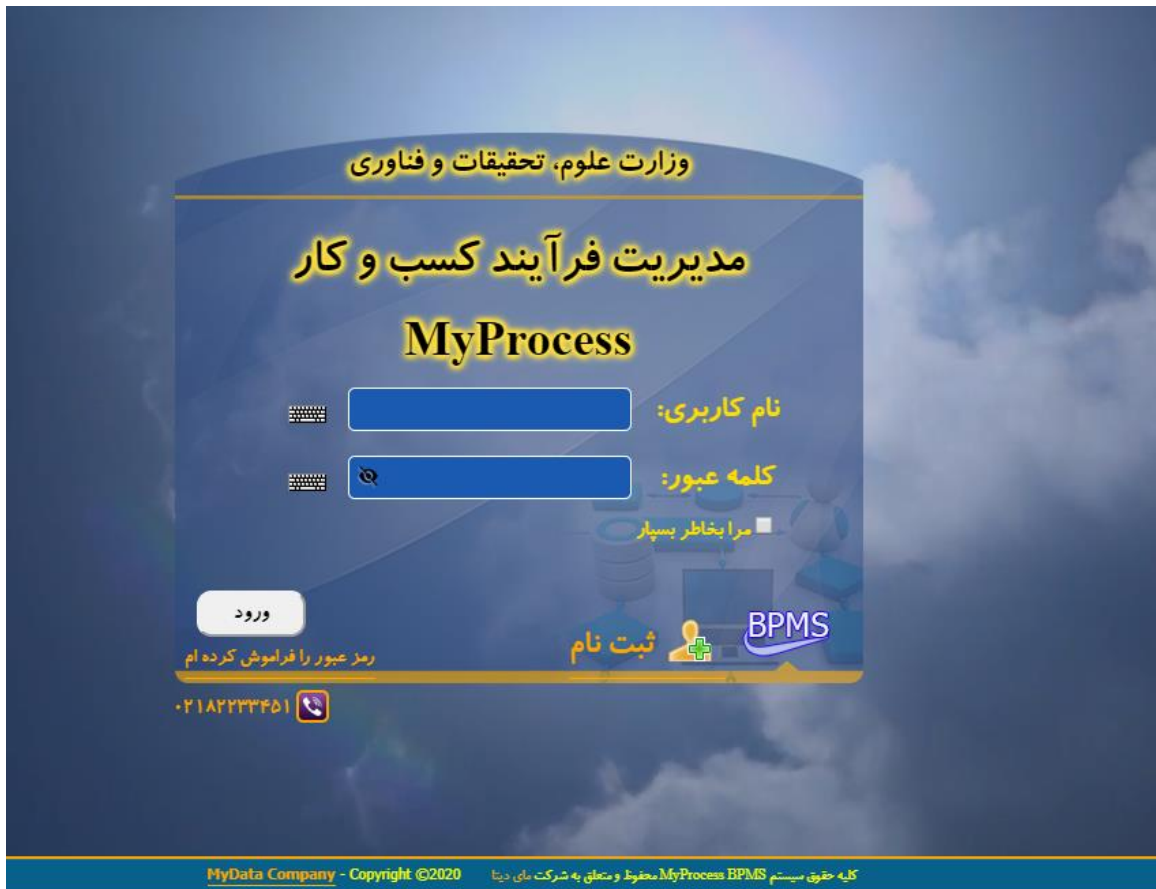 وزارت علوم، تحقیقات و فناوری
مدیریت فرآیند کسب و کار
MyProcess
نام کاربری:
کلمه عبور:
مرا بخاطر بسپار
ورود
BPMS
ثبت نام
رمز عبور را فراموش کرده ام
۰۲۱۸۲۲۳۳۴۵۱
کلیه حقوق سیستم MyProcess BPMS محفوظ و متعلق به شرکت مای دیتا
MyData Company - Copyright ©2020